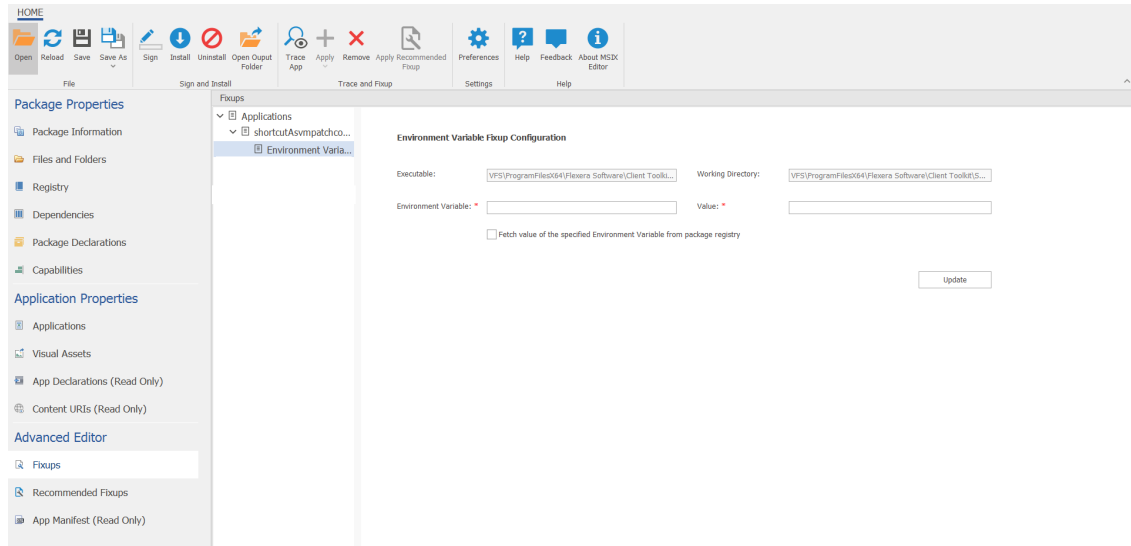 HOME
Open Reload Save Save As Sign Install Uninstall Open Ouput Folder Trace App Apply Remove Apply Recommended Fixup Preferences Help Feedback About MSIX Editor
File Sign and Install Trace and Fixup Settings Help
Package Properties
Package Information
Files and Folders
Registry
Dependencies
Package Declarations
Capabilities
Application Properties
Applications
Visual Assets
App Declarations (Read Only)
Content URIs (Read Only)
Advanced Editor
Fixups
Recommended Fixups
App Manifest (Read Only)
Fixups
Applications
shortcutAsvmpatchco...
Environment Varia...
Environment Variable Fixup Configuration
Executable: VFS\ProgramFilesX64\Flexera Software\Client Toolki... Working Directory: VFS\ProgramFilesX64\Flexera Software\Client Toolkit\S...
Environment Variable: * Value: *
Fetch value of the specified Environment Variable from package registry
Update